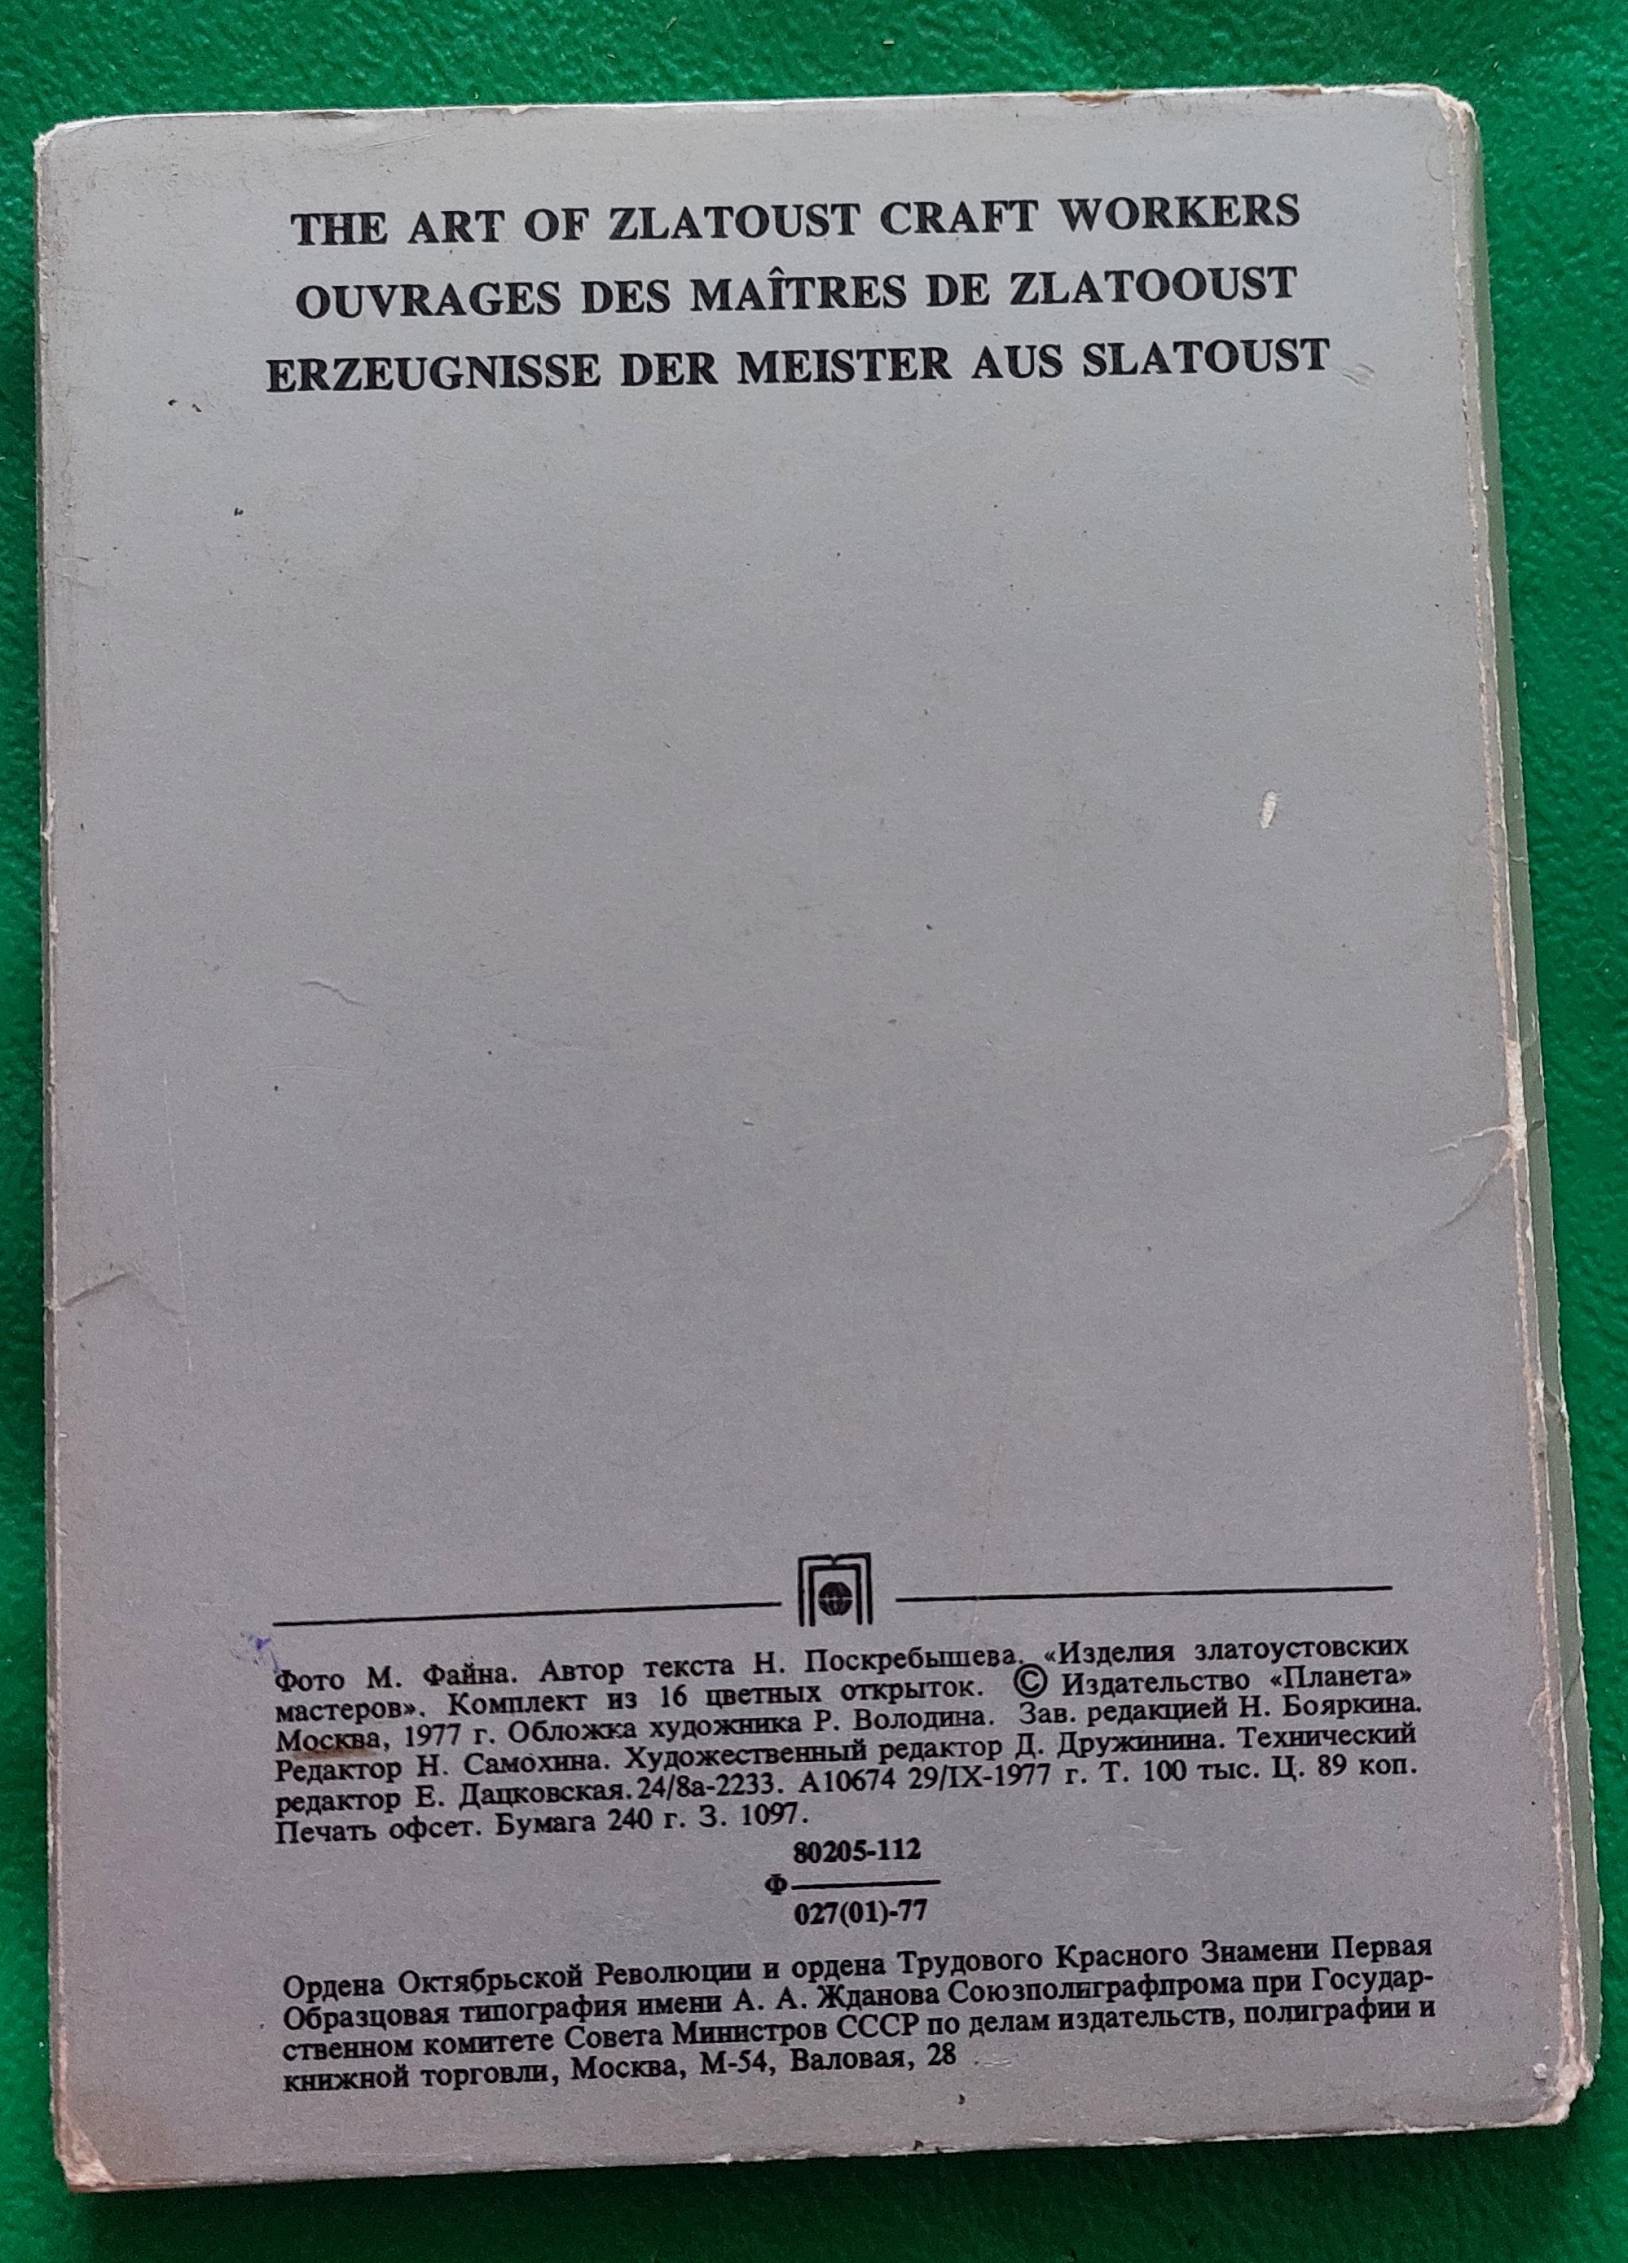 THE ART OF ZLATOUST CRAFT WORKERS
OUVRAGES DES MAÎTRES DE ZLATOOUST
ERZEUGNISSE DER MEISTER AUS SLATOUST
Фото М. Файна. Автор текста Н. Поскребышева. «Изделия златоустовских
мастеров». Комплект из 16 цветных открыток. © Издательство «Планета»
Москва, 1977 г. Обложка художника Р. Володина. Зав. редакцией Н. Бояркина.
Редактор Н. Самохина. Художественный редактор Д. Дружинина. Технический
редактор Е. Дацковская. 24/8а-2233. А10674 29/IX-1977 г. Т. 100 тыс. Ц. 89 коп.
Печать офсет. Бумага 240 г. З. 1097.
80205-112
Ф
027(01)-77
Ордена Октябрьской Революции и ордена Трудового Красного Знамени Первая
Образцовая типография имени А. А. Жданова Союзполиграфпрома при Государ-
ственном комитете Совета Министров СССР по делам издательств, полиграфии и
книжной торговли, Москва, М-54, Валовая, 28